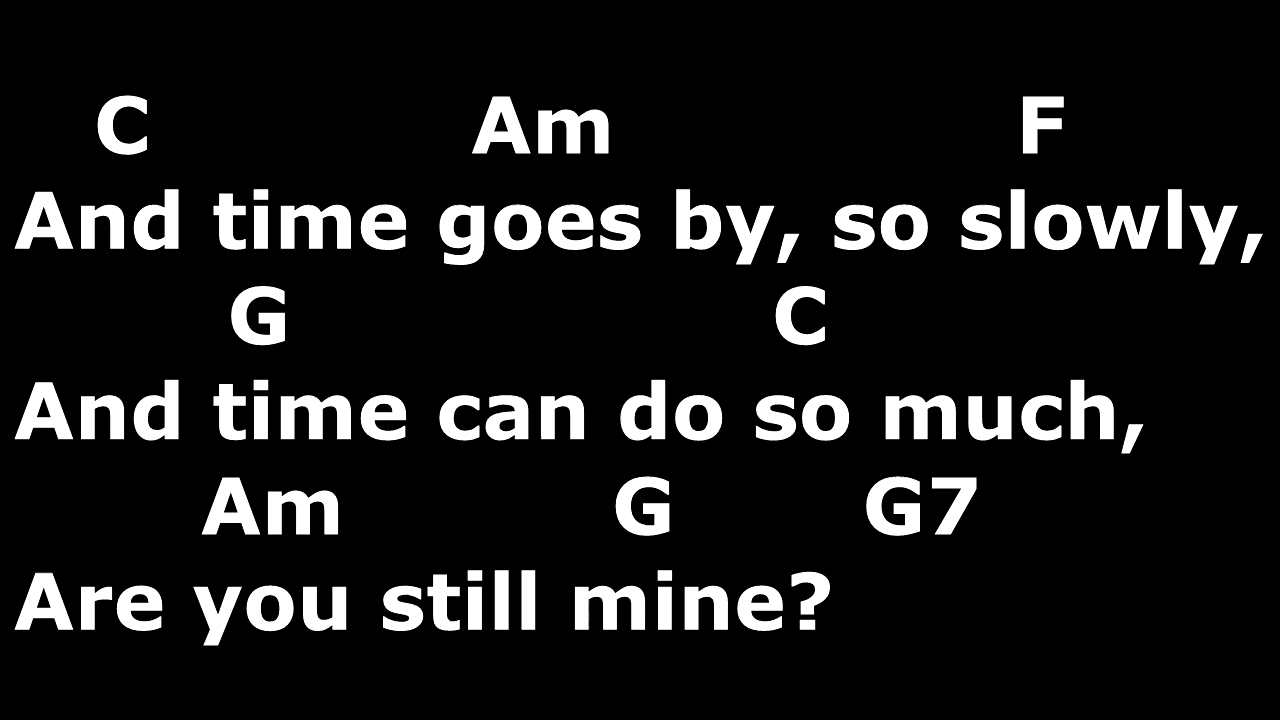 C Am F
And time goes by, so slowly,
G C
And time can do so much,
Am G G7
Are you still mine?